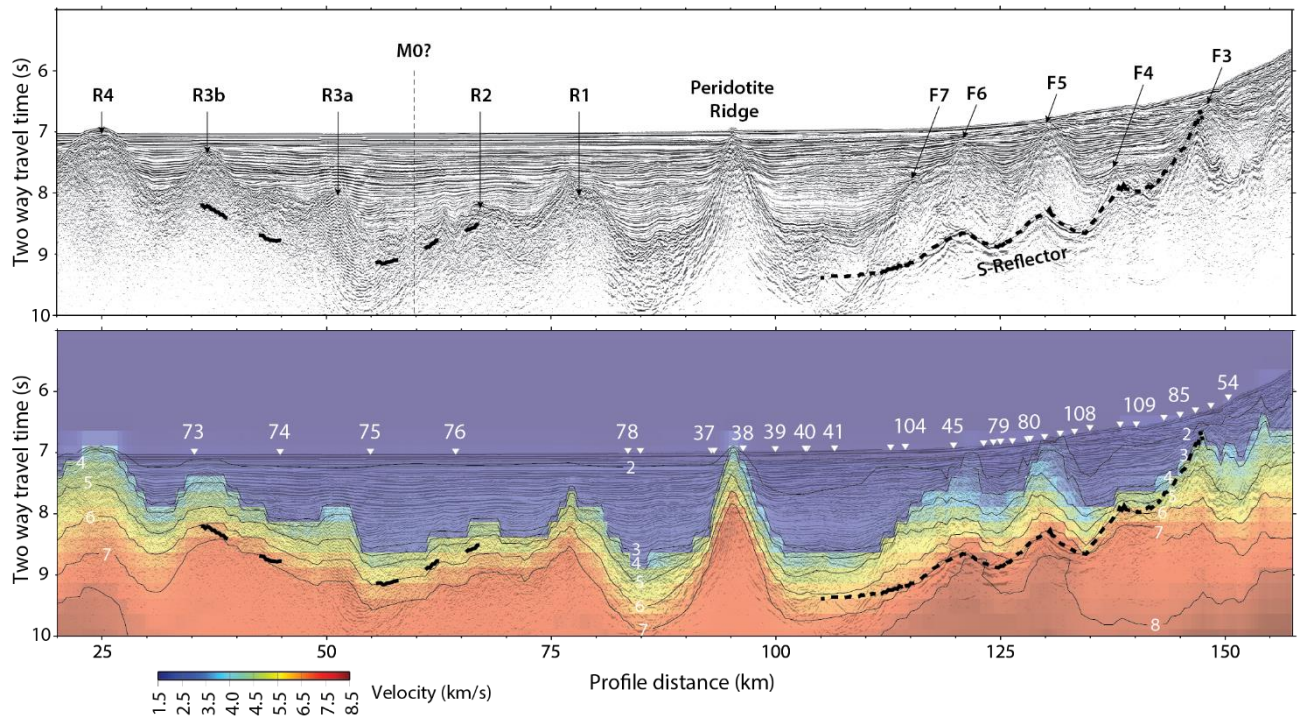 M0?
R4 R3b R3a R2 R1 Peridotite Ridge F7 F6 F5 F4 F3
S-Reflector
Two way travel time (s)
6
7
8
9
10
73 74 75 76 78 37 38 39 40 41 104 45 79 80 108 109 85 54
4 5 6 7
2
3 4 5 6 7
2 3 4 6 7 8
Two way travel time (s)
6
7
8
9
10
25 50 75 100 125 150
Profile distance (km)
1.5 2.5 3.5 4.0 4.5 5.5 6.5 7.5 8.5
Velocity (km/s)